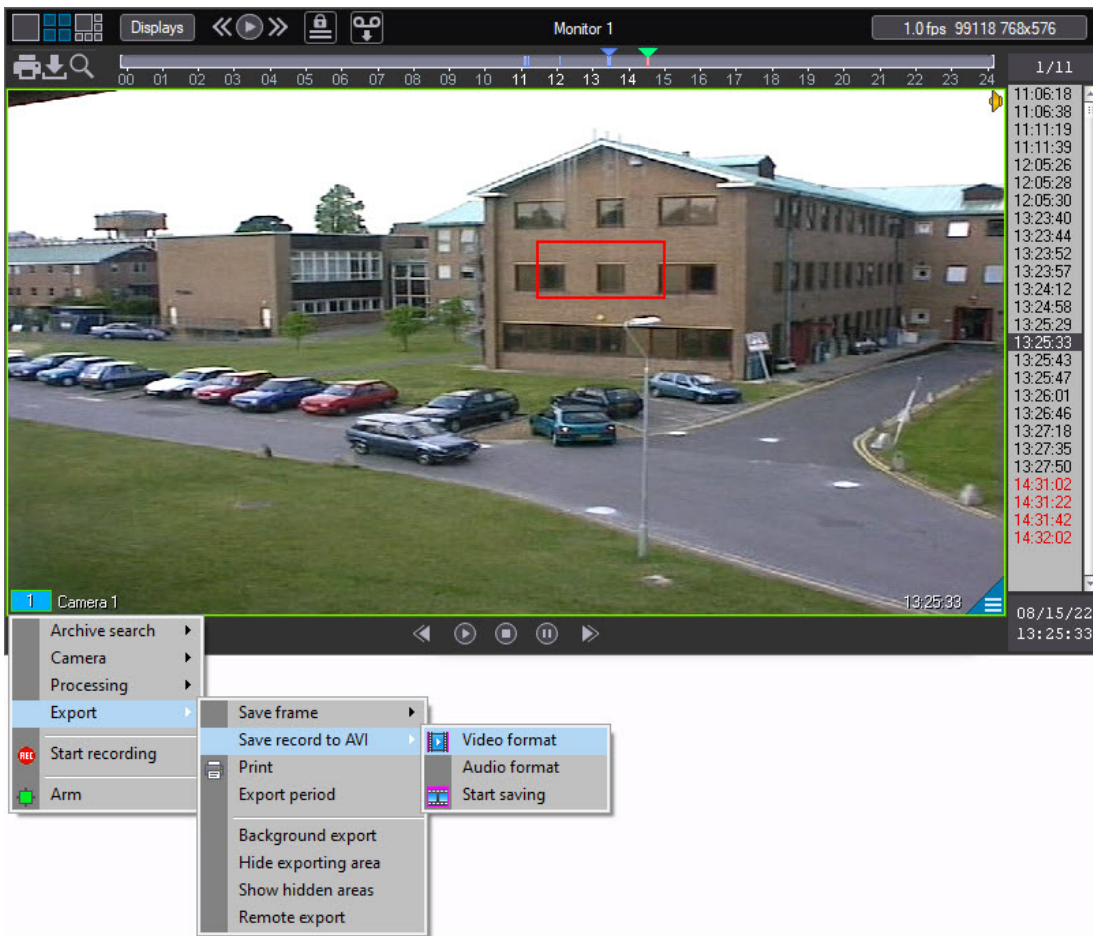 Displays
Monitor 1
1.0 fps 99118 768x576
00 01 02 03 04 05 06 07 08 09 10 11 12 13 14 15 16 17 18 19 20 21 22 23 24
1/11
11:06:18
11:06:38
11:11:19
11:11:39
12:05:26
12:05:28
12:05:30
13:23:40
13:23:44
13:23:52
13:23:57
13:24:12
13:24:58
13:25:29
13:25:33
13:25:43
13:25:47
13:26:01
13:26:46
13:27:18
13:27:35
13:27:50
14:31:02
14:31:22
14:31:42
14:32:02
1 Camera 1
13:25:33
08/15/22
13:25:33
Archive search
Camera
Processing
Export
REC Start recording
Arm
Save frame
Save record to AVI
Print
Export period
Background export
Hide exporting area
Show hidden areas
Remote export
Video format
Audio format
Start saving